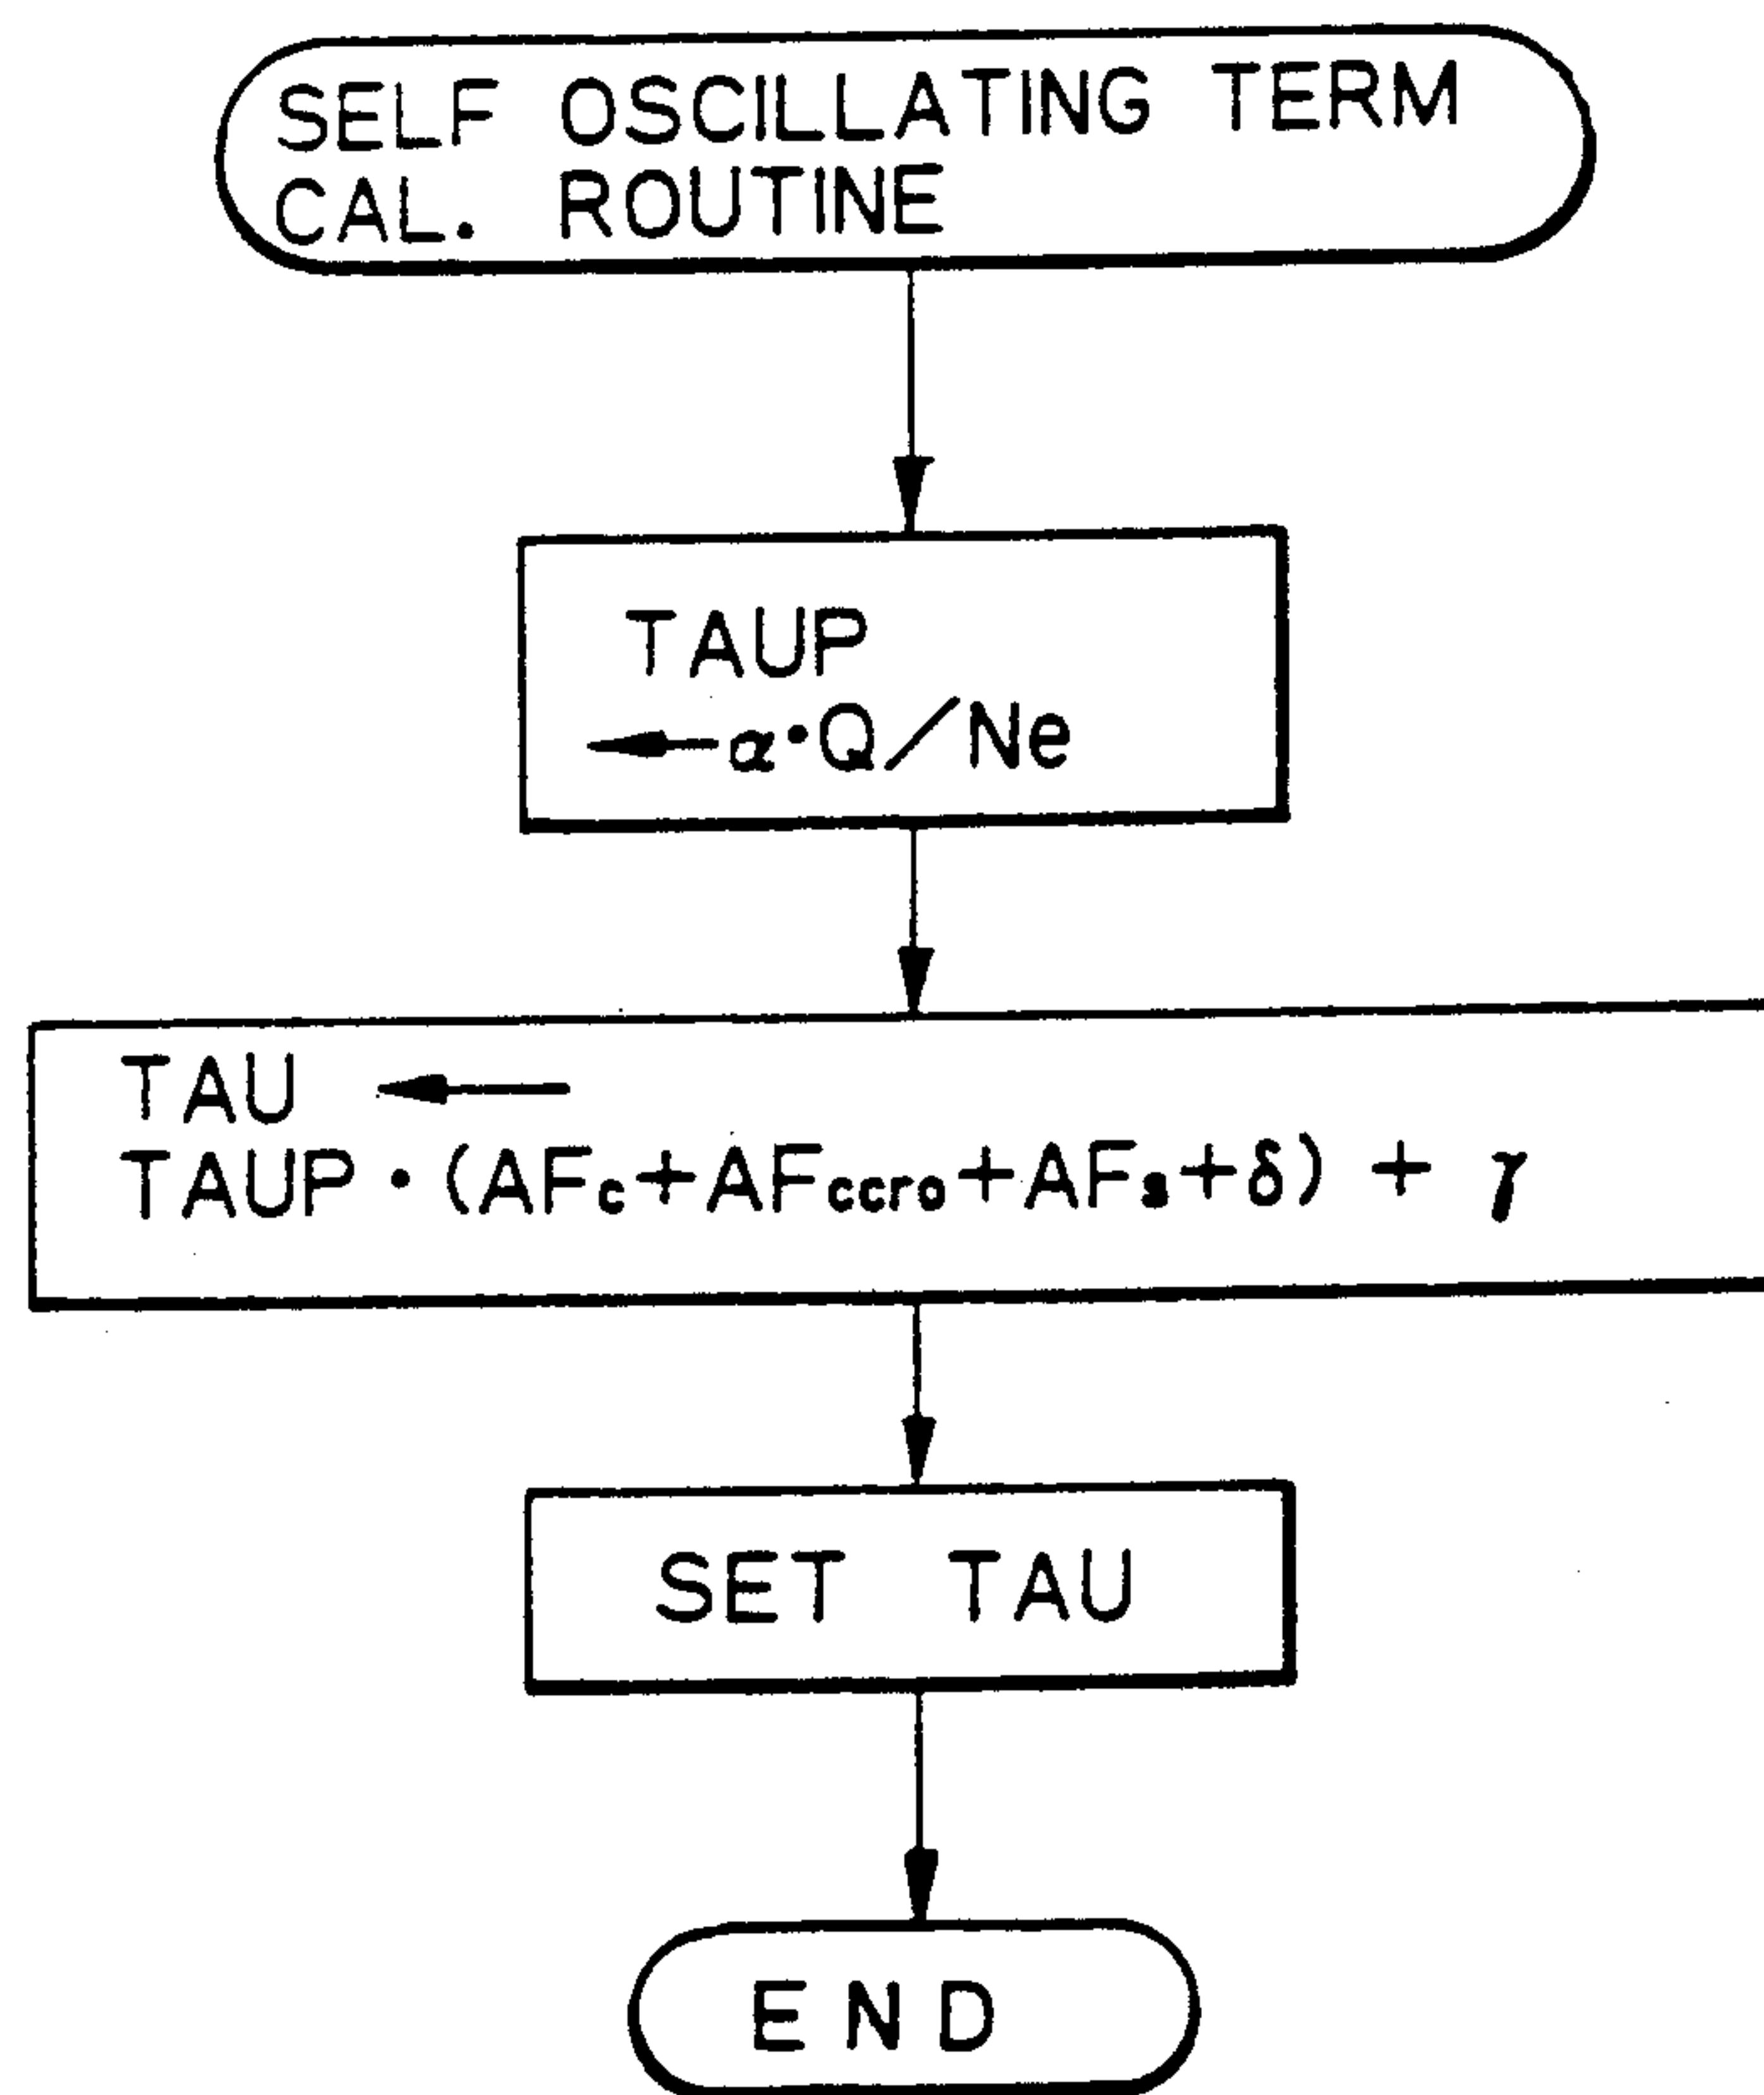 SELF OSCILLATING TERM
CAL. ROUTINE
TAUP
←α·Q/Ne
TAU ←
TAUP·(AFc+AFccro+AFs+δ) + γ
SET TAU
END